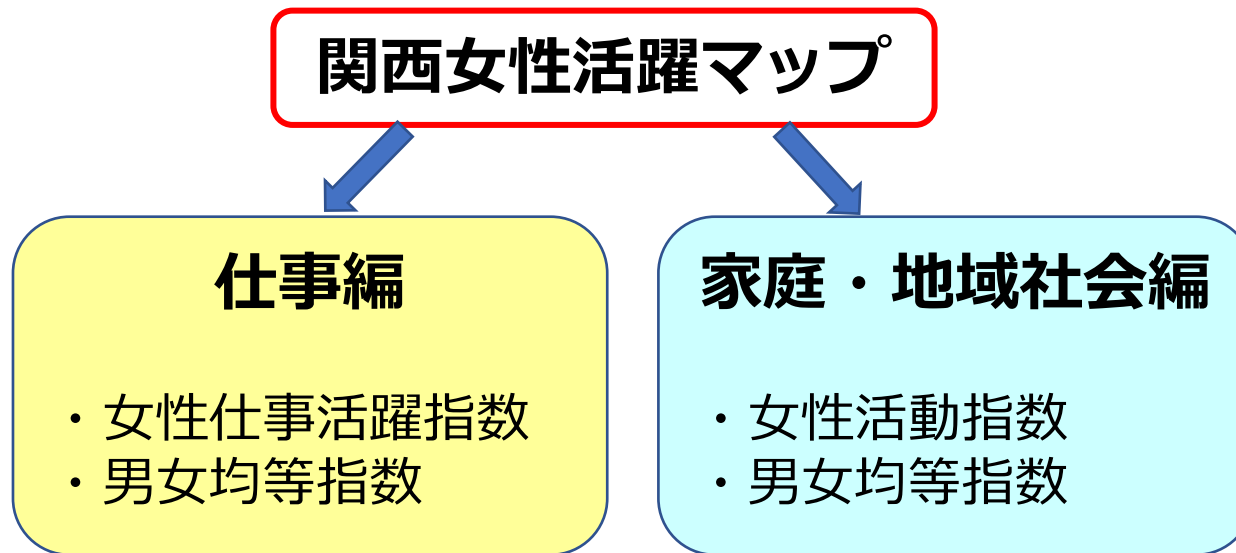 関西女性活躍マップ
仕事編
・女性仕事活躍指数
・男女均等指数
家庭・地域社会編
・女性活動指数
・男女均等指数